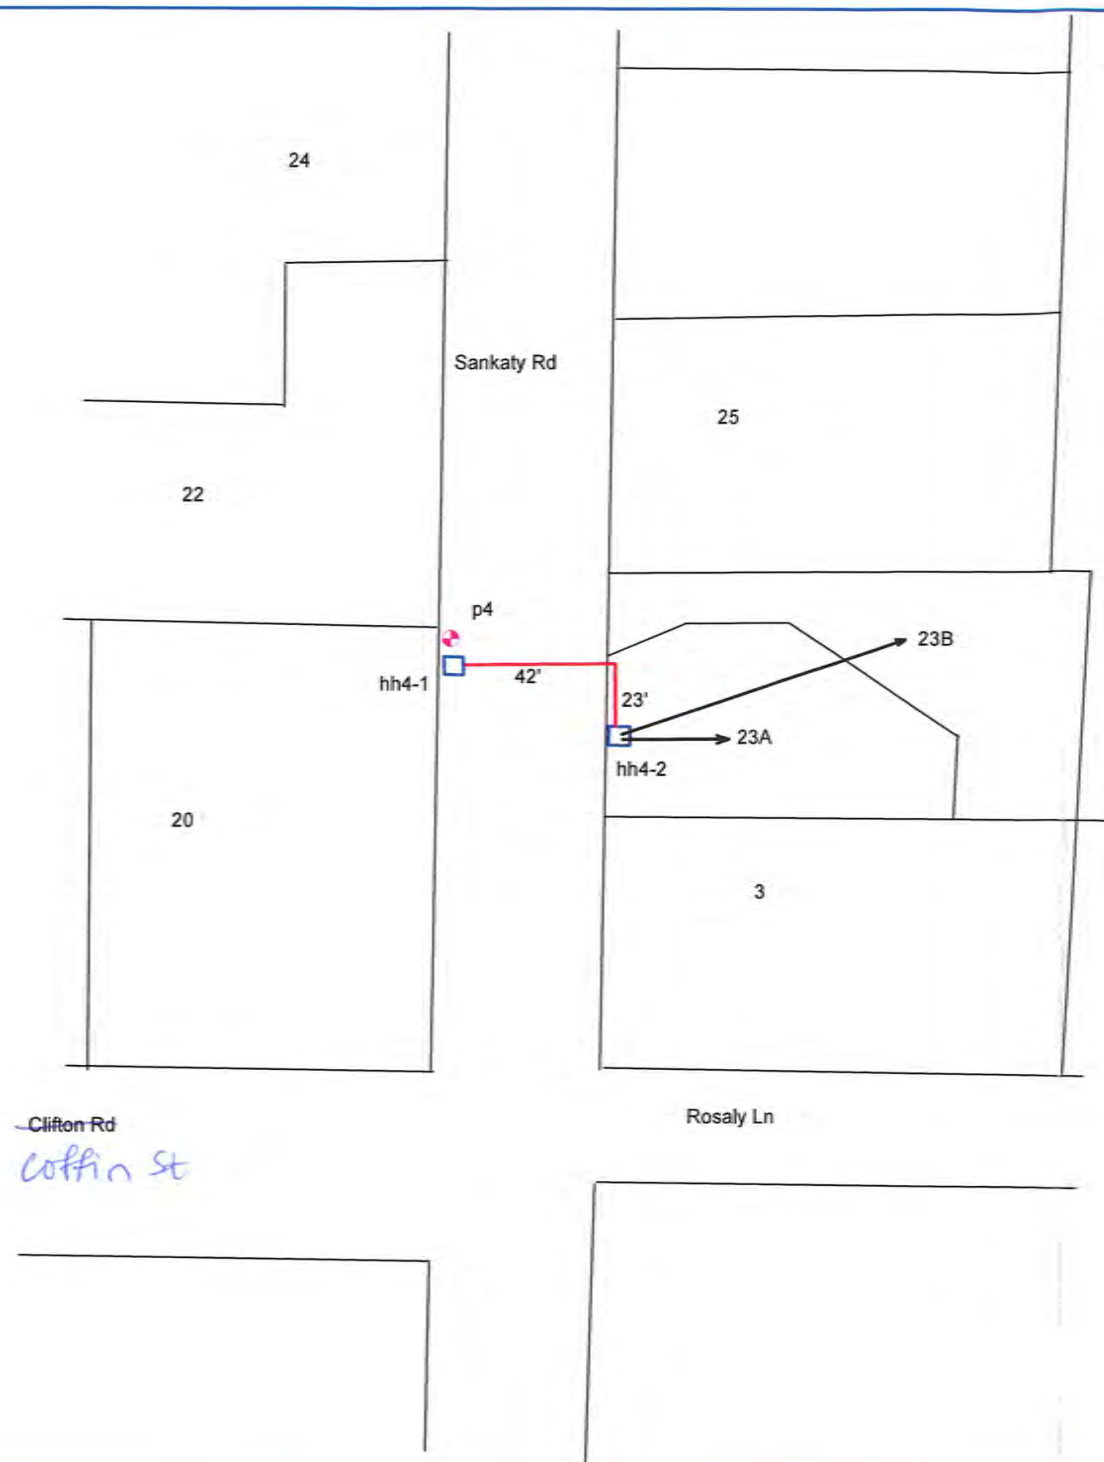 24
Sankaty Rd
25
22
p4
23B
hh4-1
42'
23'
23A
hh4-2
20
3
Clifton Rd
Rosaly Ln
Coffin St